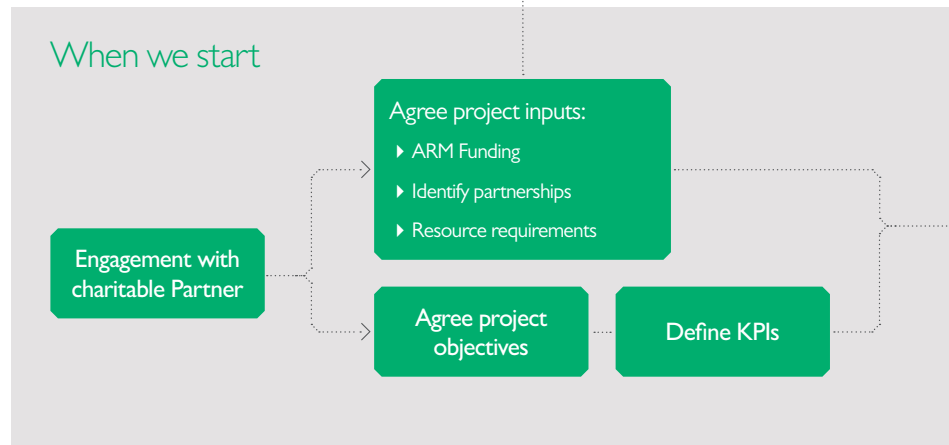 When we start
Agree project inputs:
ARM Funding
Identify partnerships
Resource requirements
Engagement with
charitable Partner
Agree project
objectives
Define KPIs